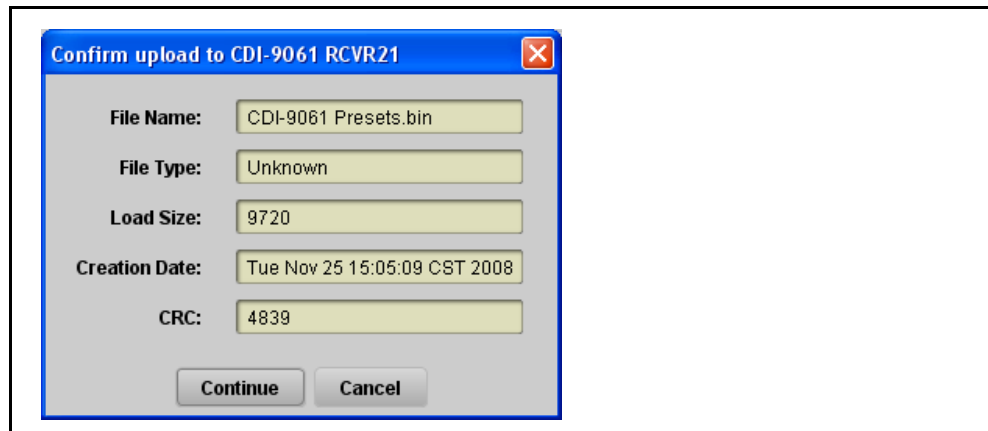 Confirm upload to CDI-9061 RCVR21
File Name: CDI-9061 Presets.bin
File Type: Unknown
Load Size: 9720
Creation Date: Tue Nov 25 15:05:09 CST 2008
CRC: 4839
Continue Cancel